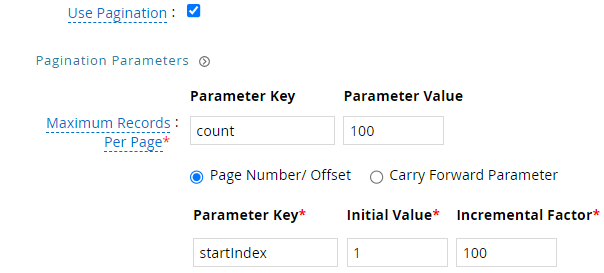 Use Pagination :
Pagination Parameters
Parameter Key Parameter Value
Maximum Records :
Per Page*
count 100
Page Number/ Offset Carry Forward Parameter
Parameter Key* Initial Value* Incremental Factor*
startIndex 1 100